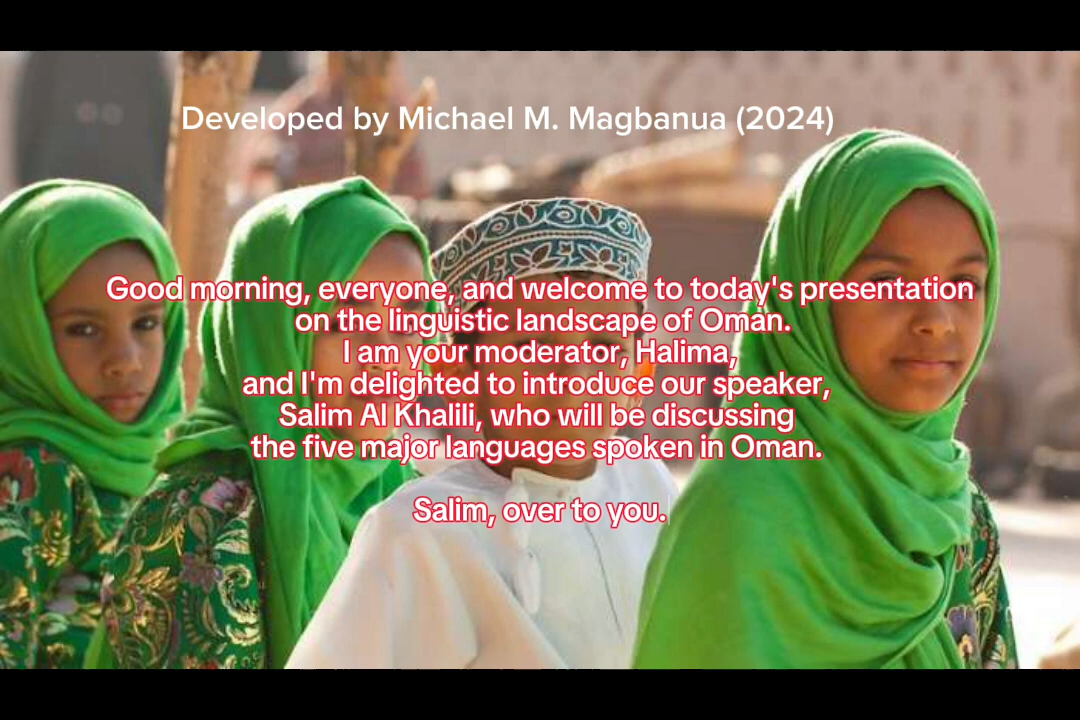 Developed by Michael M. Magbanua (2024)
Good morning, everyone, and welcome to today's presentation
on the linguistic landscape of Oman.
I am your moderator, Halima,
and I'm delighted to introduce our speaker,
Salim Al Khalili, who will be discussing
the five major languages spoken in Oman.
Salim, over to you.